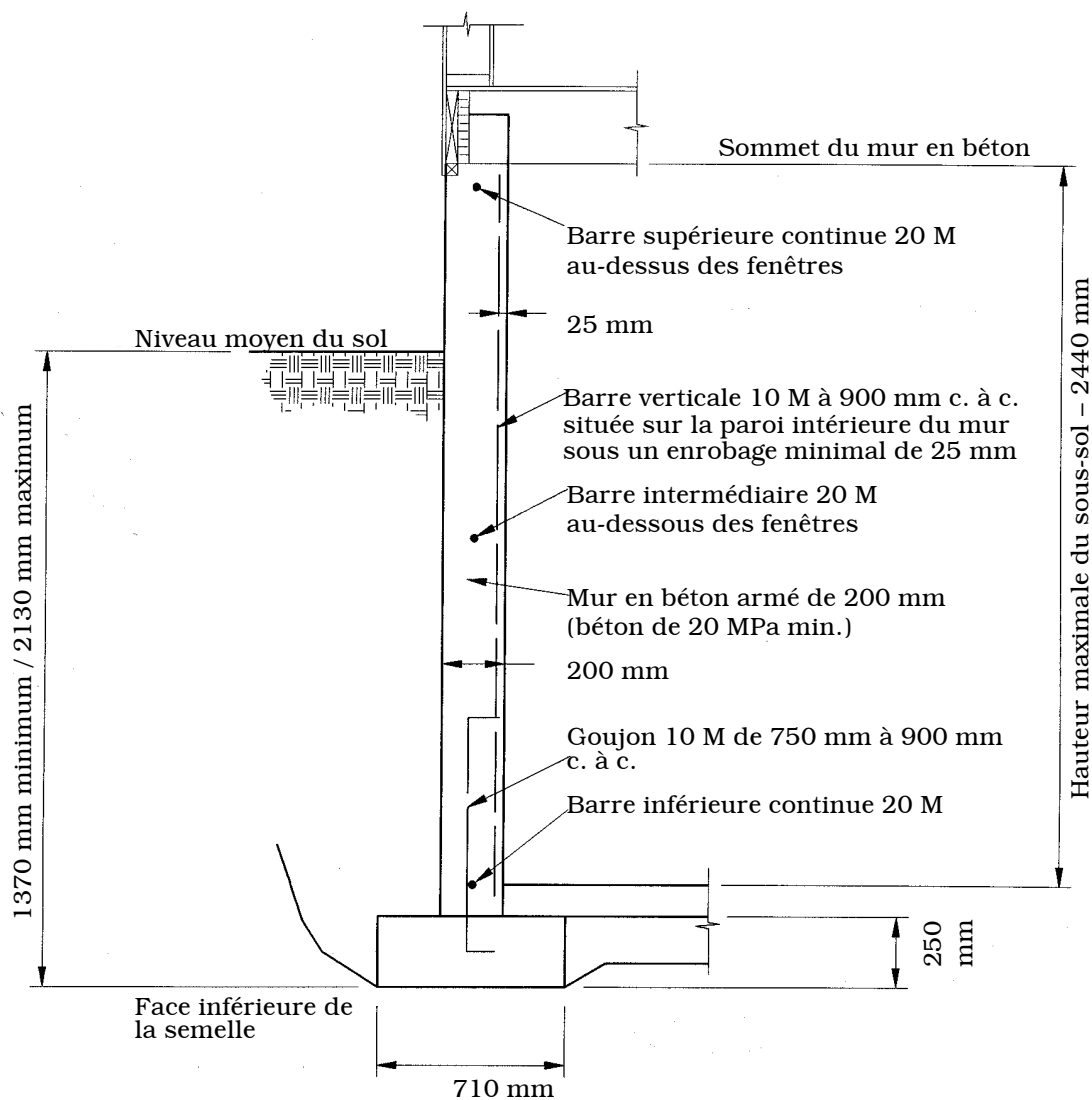 Sommet du mur en béton
Barre supérieure continue 20 M
au-dessus des fenêtres
25 mm
Niveau moyen du sol
Barre verticale 10 M à 900 mm c. à c.
située sur la paroi intérieure du mur
sous un enrobage minimal de 25 mm
Barre intermédiaire 20 M
au-dessous des fenêtres
Mur en béton armé de 200 mm
(béton de 20 MPa min.)
200 mm
Goujon 10 M de 750 mm à 900 mm
c. à c.
Barre inférieure continue 20 M
1370 mm minimum / 2130 mm maximum
Hauteur maximale du sous-sol – 2440 mm
250
mm
Face inférieure de
la semelle
710 mm